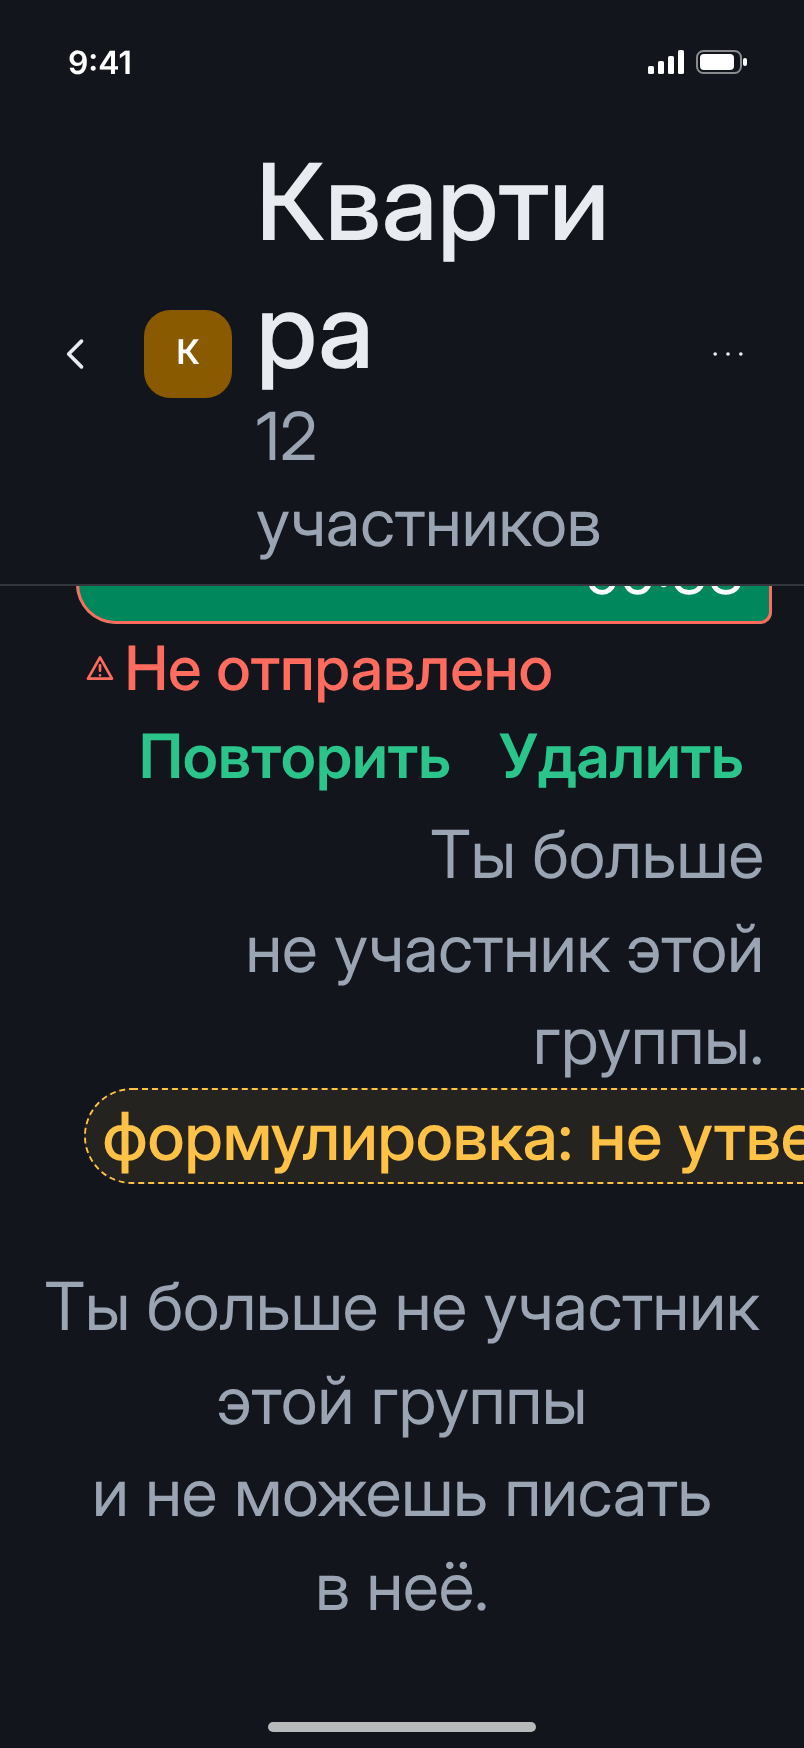 9:41
Кварти
ра
К
12
участников
Не отправлено
Повторить Удалить
Ты больше
не участник этой
группы.
формулировка: не утве
Ты больше не участник
этой группы
и не можешь писать
в неё.